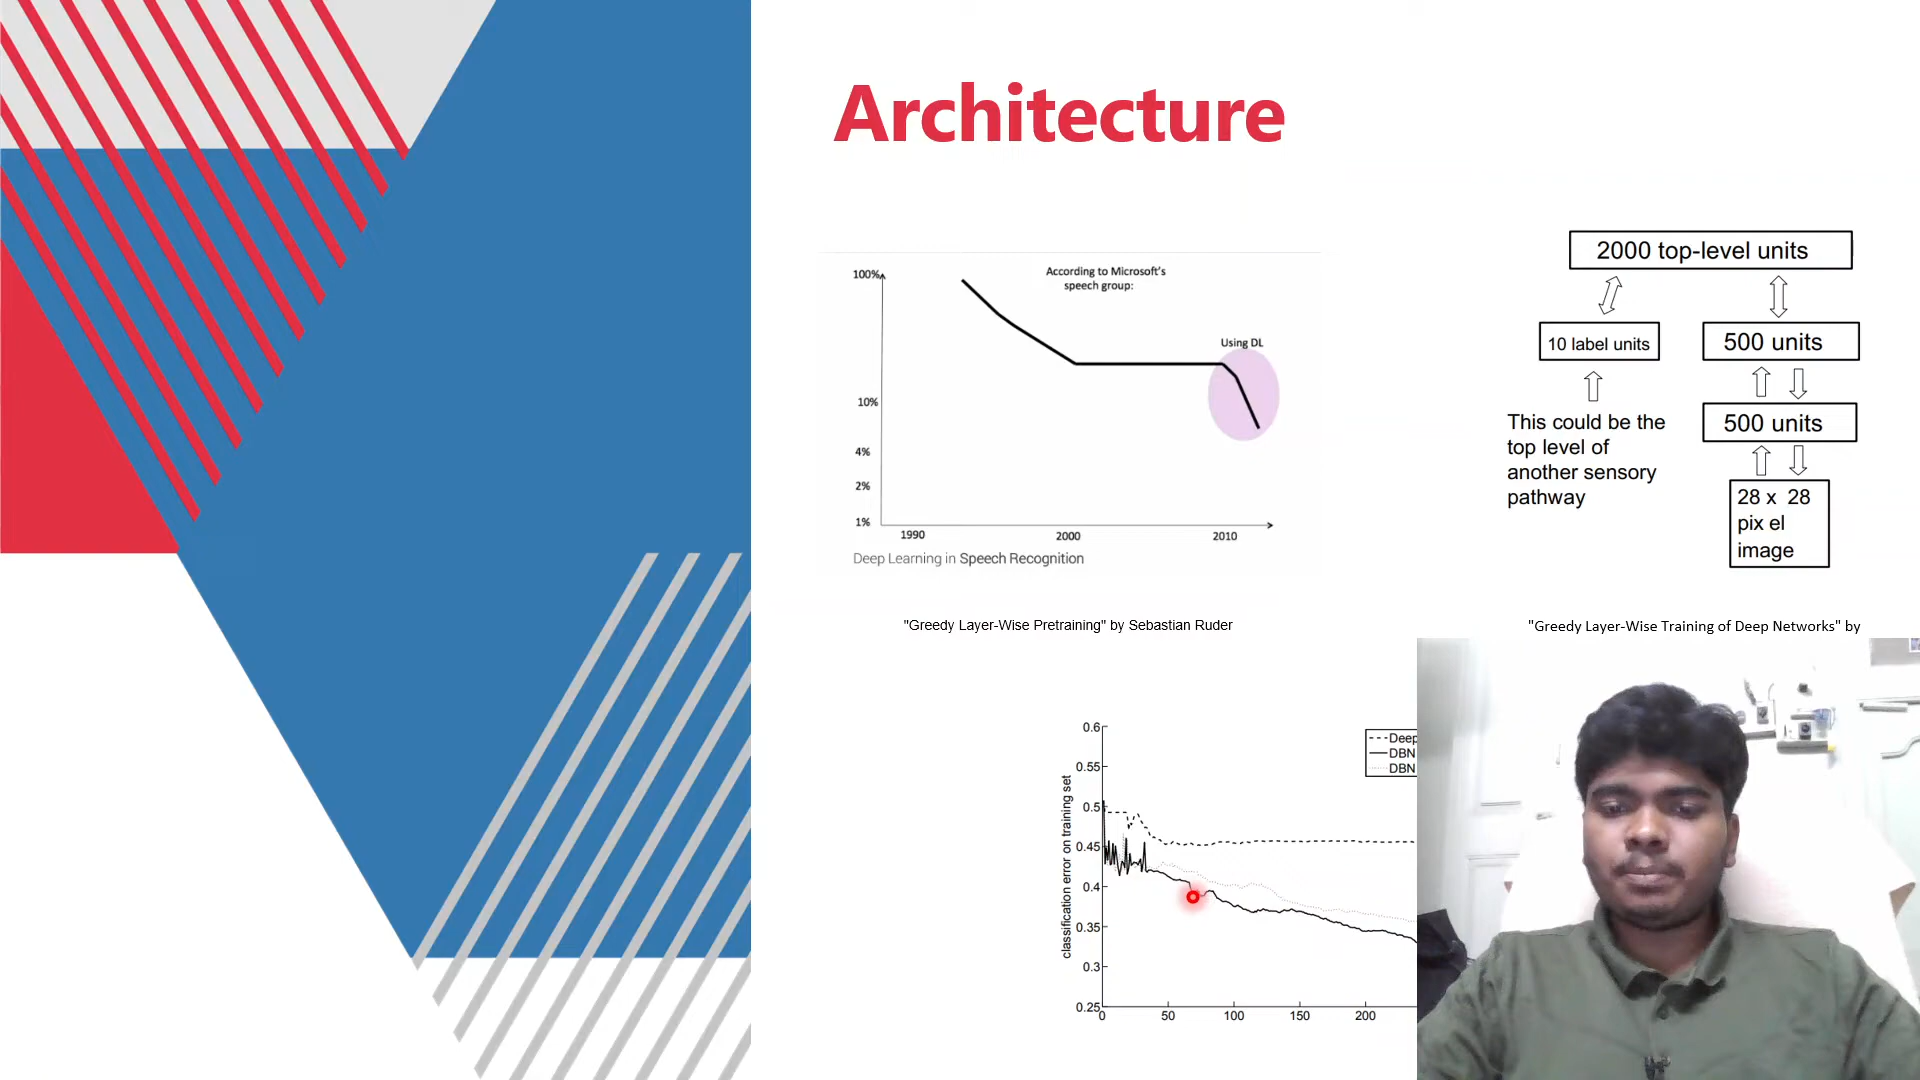 Architecture
According to Microsoft's
speech group:
100%
Using DL
10%
4%
2%
1%
1990 2000 2010
Deep Learning in Speech Recognition
"Greedy Layer-Wise Pretraining" by Sebastian Ruder
2000 top-level units
10 label units
500 units
This could be the
top level of
another sensory
pathway
500 units
28 x 28
pix el
image
"Greedy Layer-Wise Training of Deep Networks" by
classification error on training set
0.6
0.55
0.5
0.45
0.4
0.35
0.3
0.25
0 50 100 150 200
Deep
DBN
DBN